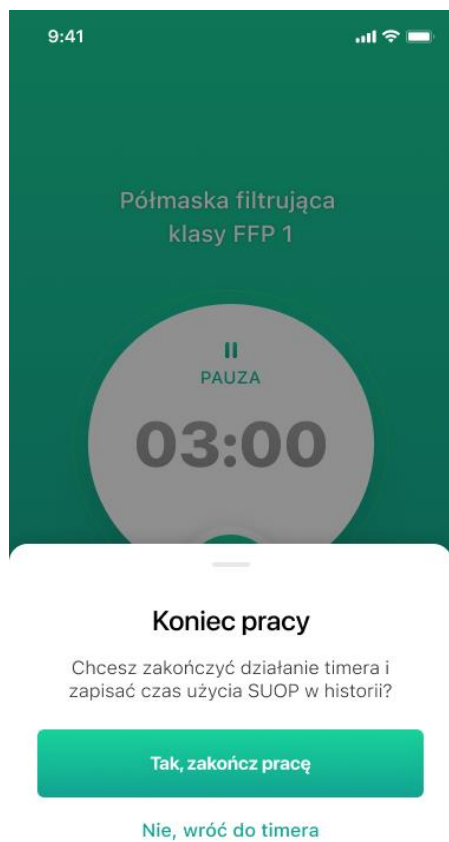 9:41
Półmaska filtrująca
klasy FFP 1
PAUZA
03:00
Koniec pracy
Chcesz zakończyć działanie timera i
zapisać czas użycia SUOP w historii?
Tak, zakończ pracę
Nie, wróć do timera